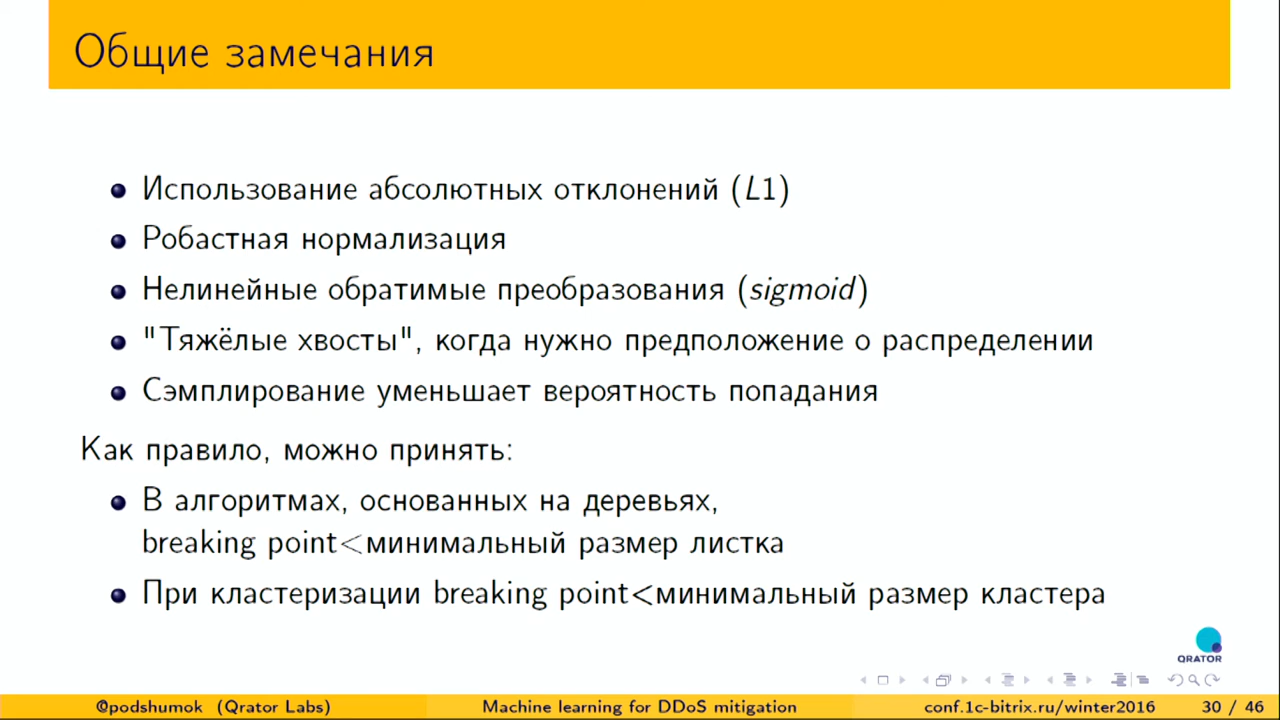 Общие замечания
Использование абсолютных отклонений (L1)
Робастная нормализация
Нелинейные обратимые преобразования (sigmoid)
"Тяжёлые хвосты", когда нужно предположение о распределении
Сэмплирование уменьшает вероятность попадания
Как правило, можно принять:
В алгоритмах, основанных на деревьях,
breaking point<минимальный размер листка
При кластеризации breaking point<минимальный размер кластера
QRATOR
@podshumok (Qrator Labs) Machine learning for DDoS mitigation conf.1c-bitrix.ru/winter2016 30 / 46